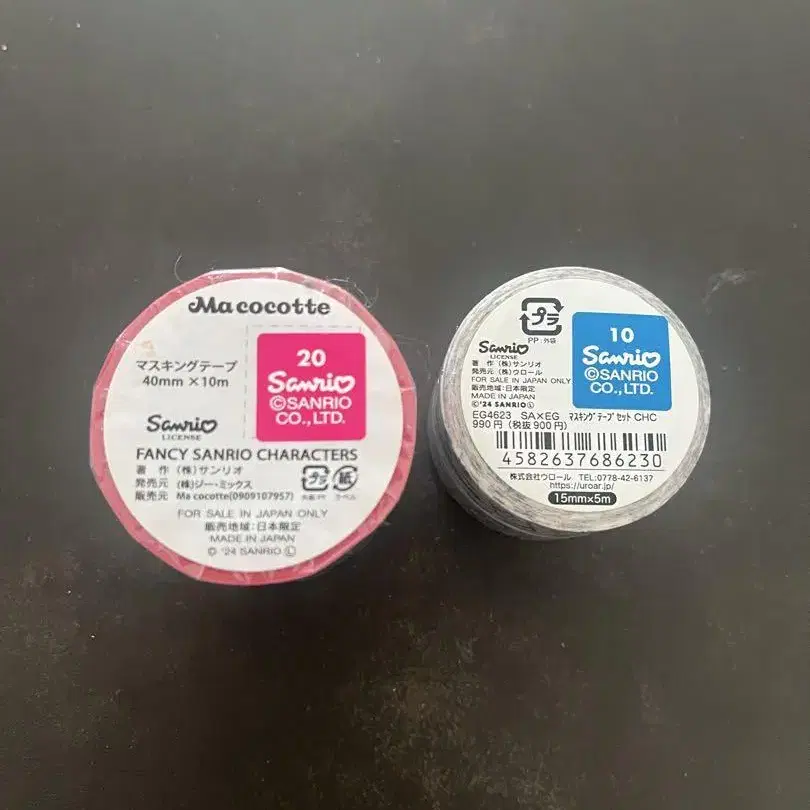 Ma cocotte
マスキングテープ
40mm ×10m
20
Sanrio
©SANRIO
CO.,LTD.
Sanrio
LICENSE
FANCY SANRIO CHARACTERS
著 作 (株)サンリオ
発売元 (株)ジー・ミックス
販売元 Ma cocotte(0909107957)
プラ
外装:PP
紙
ラベル
FOR SALE IN JAPAN ONLY
販売地域:日本限定
MADE IN JAPAN
© '24 SANRIO Ⓛ
プラ
PP:外袋
10
Sanrio
©SANRIO
CO.,LTD.
Sanrio
LICENSE
著 作 (株)サンリオ
発売元 (株)ウロール
FOR SALE IN JAPAN ONLY
販売地域:日本限定
MADE IN JAPAN
©'24 SANRIO Ⓛ
EG4623 SA×EG マスキングテープセット CHC
990円(税抜900円)
4582637686230
株式会社ウロール TEL:0778-42-6137
https://uroar.jp/
15mm×5m